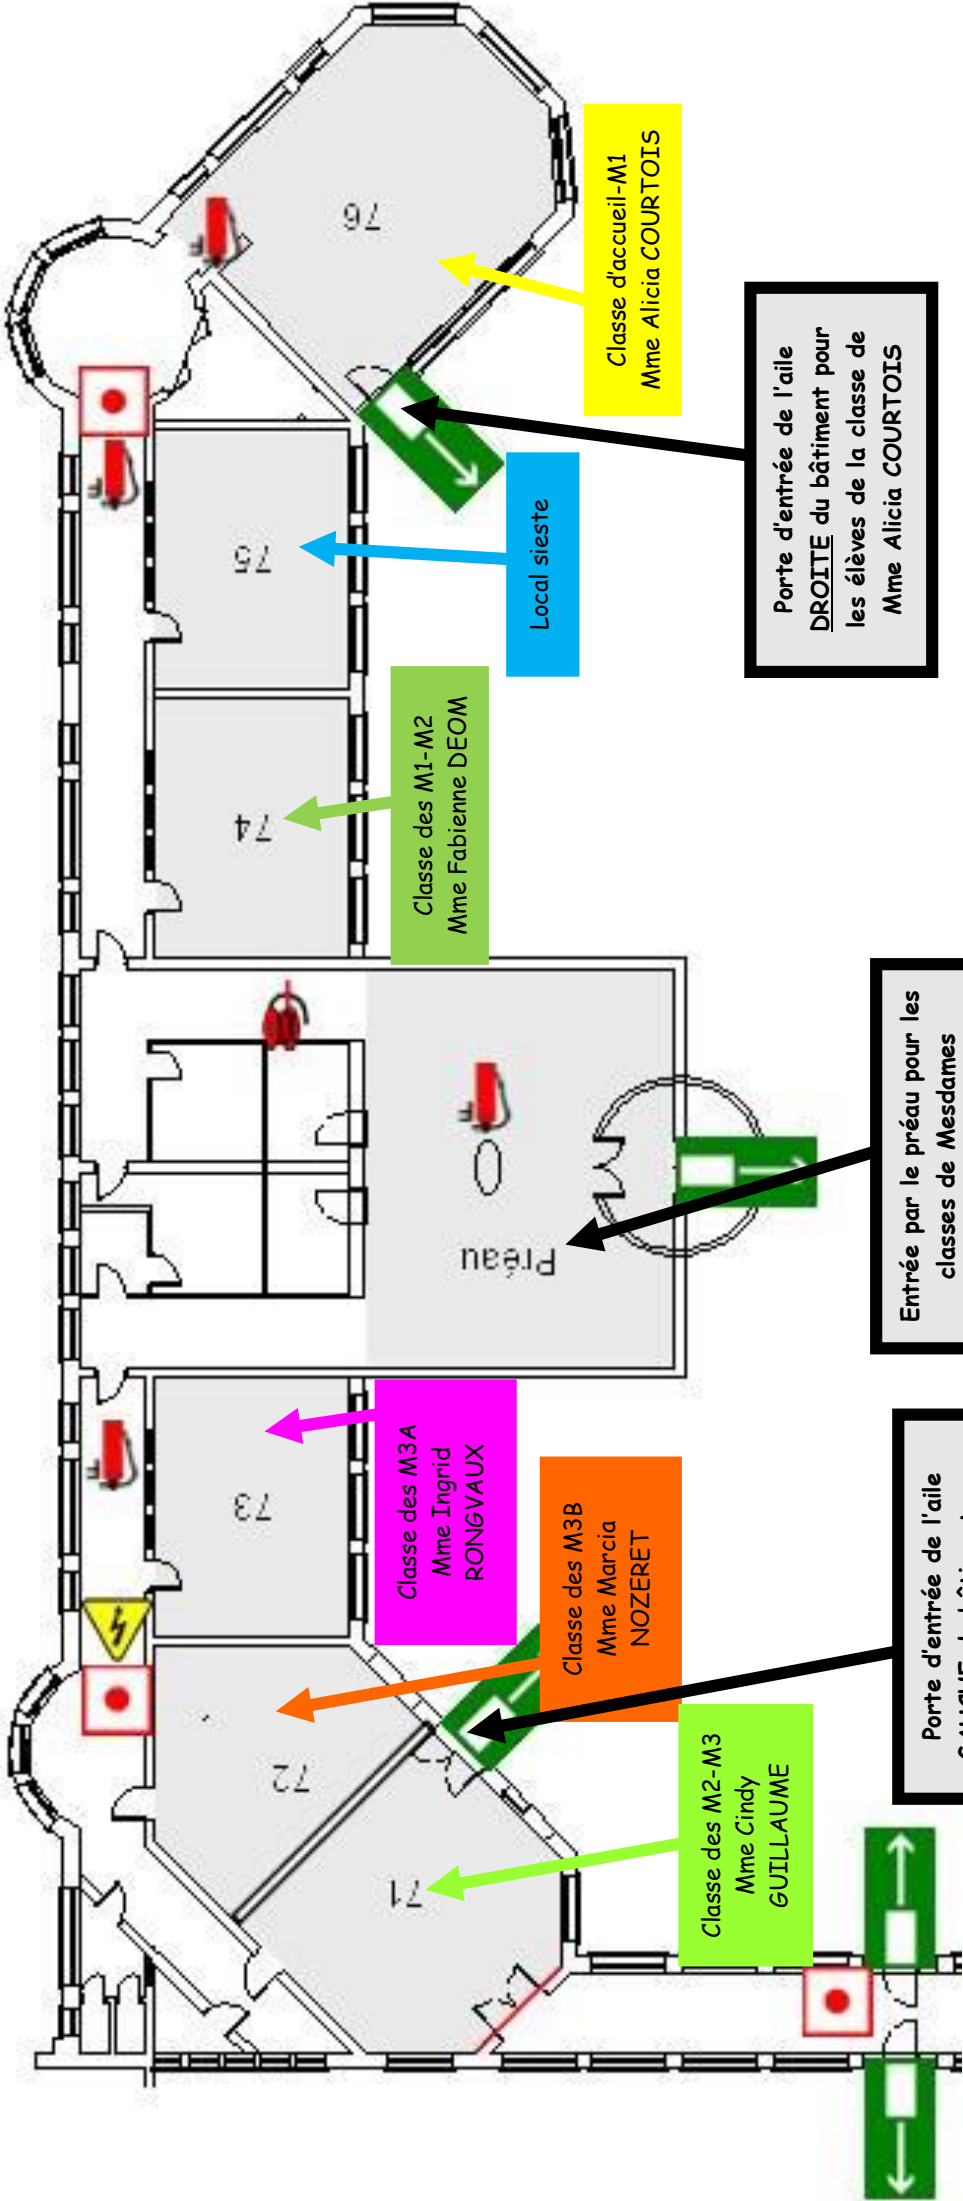 Classe d'accueil-M1
Mme Alicia COURTOIS
76
Porte d'entrée de l'aile
DROITE du bâtiment pour
les élèves de la classe de
Mme Alicia COURTOIS
Local sieste
75
Classe des M1-M2
Mme Fabienne DEOM
74
Entrée par le préau pour les
classes de Mesdames
Préau
Classe des M3A
Mme Ingrid
RONGVAUX
73
Classe des M3B
Mme Marcia
NOZERET
72
Porte d'entrée de l'aile
Classe des M2-M3
Mme Cindy
GUILLAUME
71
F
F
F
F